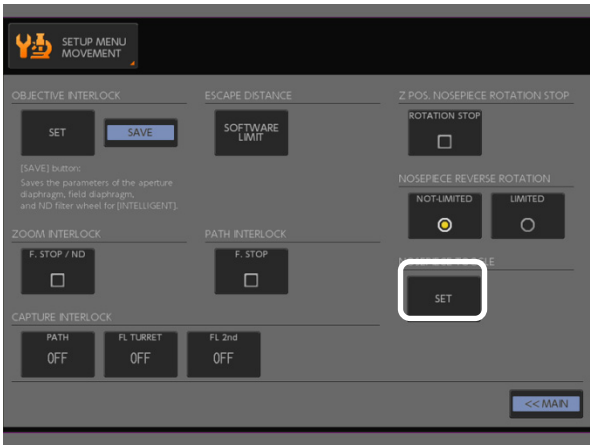 SETUP MENU
MOVEMENT
OBJECTIVE INTERLOCK
SET
SAVE
[SAVE] button:
Saves the parameters of the aperture
diaphragm, field diaphragm,
and ND filter wheel for [INTELLIGENT].
ESCAPE DISTANCE
SOFTWARE
LIMIT
Z POS. NOSEPIECE ROTATION STOP
ROTATION STOP
NOSEPIECE REVERSE ROTATION
NOT-LIMITED
LIMITED
ZOOM INTERLOCK
F. STOP / ND
PATH INTERLOCK
F. STOP
SET
CAPTURE INTERLOCK
PATH
OFF
FL TURRET
OFF
FL 2nd
OFF
<< MAIN